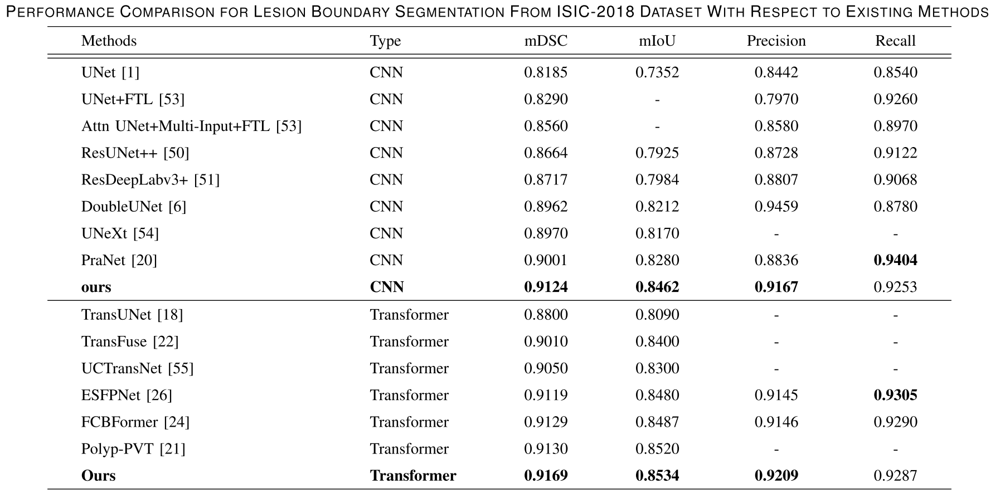 PERFORMANCE COMPARISON FOR LESION BOUNDARY SEGMENTATION FROM ISIC-2018 DATASET WITH RESPECT TO EXISTING METHODS
Methods Type mDSC mIoU Precision Recall
UNet [1] CNN 0.8185 0.7352 0.8442 0.8540
UNet+FTL [53] CNN 0.8290 - 0.7970 0.9260
Attn UNet+Multi-Input+FTL [53] CNN 0.8560 - 0.8580 0.8970
ResUNet++ [50] CNN 0.8664 0.7925 0.8728 0.9122
ResDeepLabv3+ [51] CNN 0.8717 0.7984 0.8807 0.9068
DoubleUNet [6] CNN 0.8962 0.8212 0.9459 0.8780
UNeXt [54] CNN 0.8970 0.8170 - -
PraNet [20] CNN 0.9001 0.8280 0.8836 0.9404
ours CNN 0.9124 0.8462 0.9167 0.9253
TransUNet [18] Transformer 0.8800 0.8090 - -
TransFuse [22] Transformer 0.9010 0.8400 - -
UCTransNet [55] Transformer 0.9050 0.8300 - -
ESFPNet [26] Transformer 0.9119 0.8480 0.9145 0.9305
FCBFormer [24] Transformer 0.9129 0.8487 0.9146 0.9290
Polyp-PVT [21] Transformer 0.9130 0.8520 - -
Ours Transformer 0.9169 0.8534 0.9209 0.9287